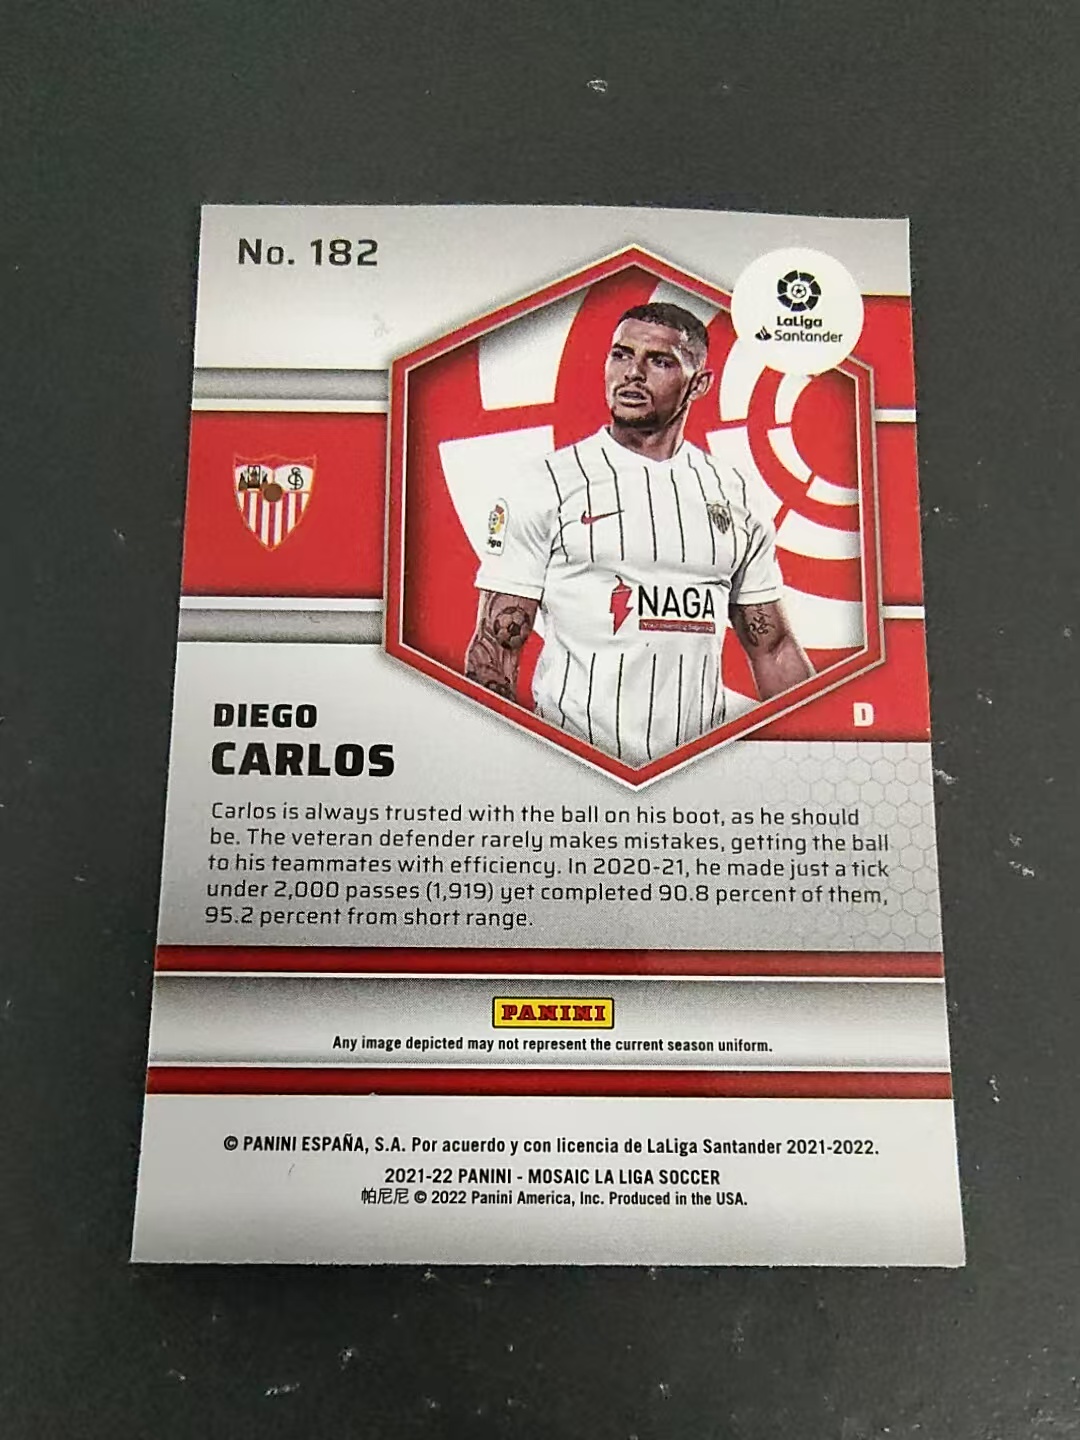 No. 182
LaLiga
Santander
NAGA
D
DIEGO
CARLOS
Carlos is always trusted with the ball on his boot, as he should
be. The veteran defender rarely makes mistakes, getting the ball
to his teammates with efficiency. In 2020-21, he made just a tick
under 2,000 passes (1,919) yet completed 90.8 percent of them,
95.2 percent from short range.
PANINI
Any image depicted may not represent the current season uniform.
© PANINI ESPAÑA, S.A. Por acuerdo y con licencia de LaLiga Santander 2021-2022.
2021-22 PANINI - MOSAIC LA LIGA SOCCER
帕尼尼 © 2022 Panini America, Inc. Produced in the USA.